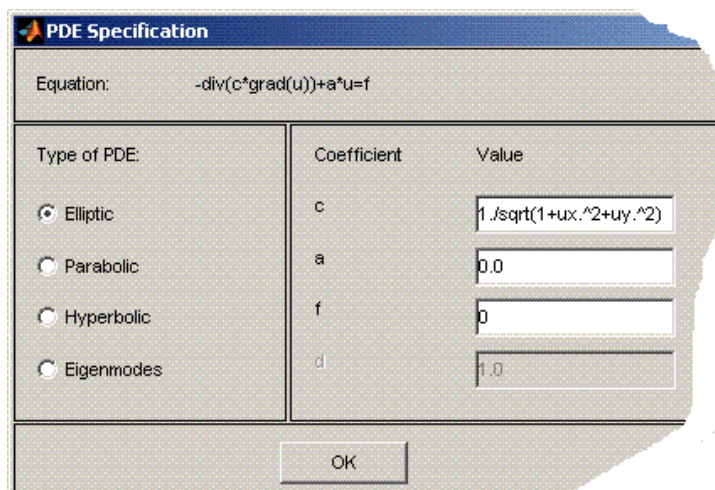 PDE Specification
Equation: -div(c*grad(u))+a*u=f
Type of PDE: Coefficient Value
Elliptic c 1./sqrt(1+ux.^2+uy.^2)
Parabolic a 0.0
Hyperbolic f 0
Eigenmodes d 1.0
OK